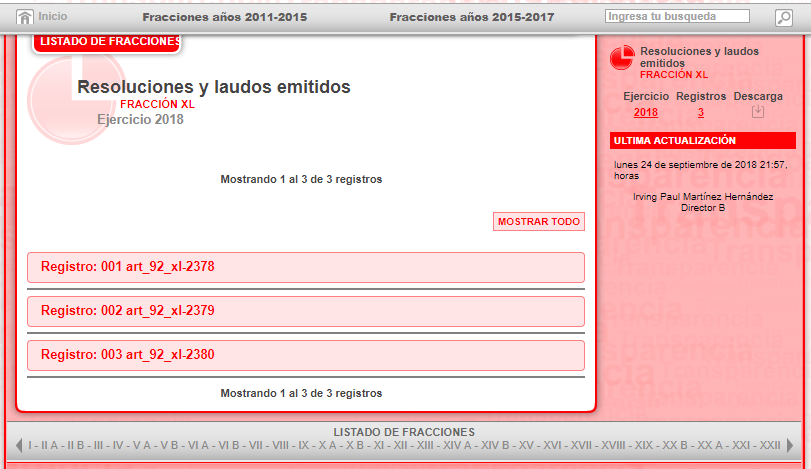 Inicio
Fracciones años 2011-2015
Fracciones años 2015-2017
Ingresa tu busqueda
LISTADO DE FRACCIONES
Resoluciones y laudos emitidos
FRACCIÓN XL
Ejercicio 2018
Mostrando 1 al 3 de 3 registros
MOSTRAR TODO
Registro: 001 art_92_xl-2378
Registro: 002 art_92_xl-2379
Registro: 003 art_92_xl-2380
Mostrando 1 al 3 de 3 registros
Resoluciones y laudos
emitidos
FRACCIÓN XL
Ejercicio Registros Descarga
2018 3
ULTIMA ACTUALIZACIÓN
lunes 24 de septiembre de 2018 21:57,
horas
Irving Paul Martínez Hernández
Director B
LISTADO DE FRACCIONES
I - II A - II B - III - IV - V A - V B - VI A - VI B - VII - VIII - IX - X A - X B - XI - XII - XIII - XIV A - XIV B - XV - XVI - XVII - XVIII - XIX - XX B - XX A - XXI - XXII